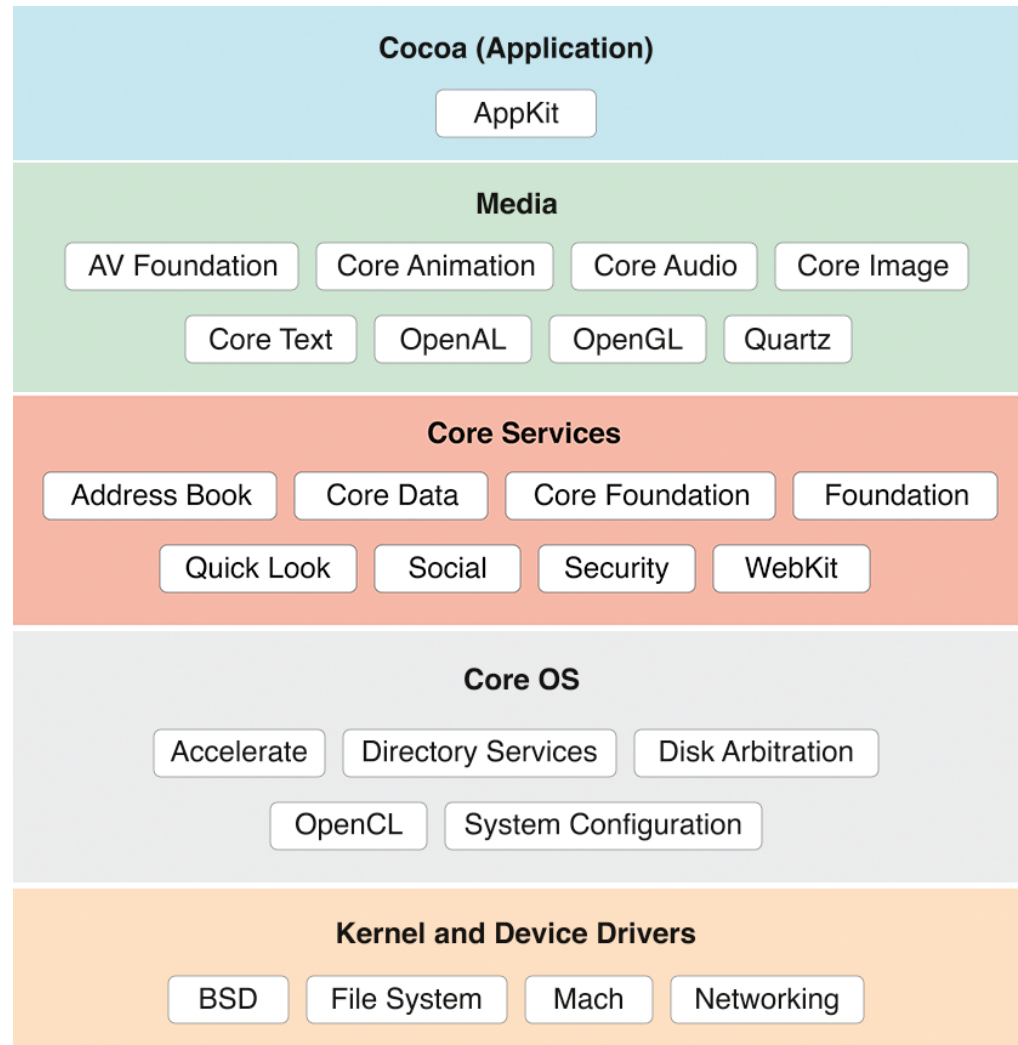 Cocoa (Application)
AppKit
Media
AV Foundation Core Animation Core Audio Core Image
Core Text OpenAL OpenGL Quartz
Core Services
Address Book Core Data Core Foundation Foundation
Quick Look Social Security WebKit
Core OS
Accelerate Directory Services Disk Arbitration
OpenCL System Configuration
Kernel and Device Drivers
BSD File System Mach Networking